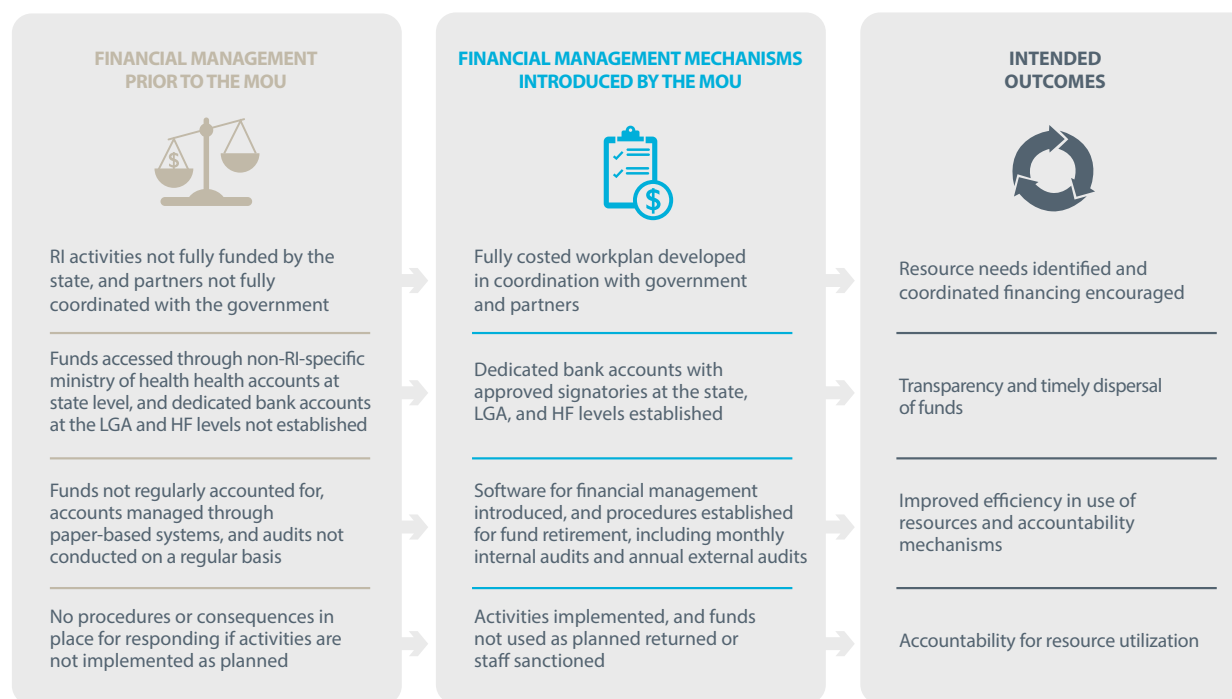 FINANCIAL MANAGEMENT
PRIOR TO THE MOU
$
RI activities not fully funded by the
state, and partners not fully
coordinated with the government
Funds accessed through non-RI-specific
ministry of health health accounts at
state level, and dedicated bank accounts
at the LGA and HF levels not established
Funds not regularly accounted for,
accounts managed through
paper-based systems, and audits not
conducted on a regular basis
No procedures or consequences in
place for responding if activities are
not implemented as planned
FINANCIAL MANAGEMENT MECHANISMS
INTRODUCED BY THE MOU
$
Fully costed workplan developed
in coordination with government
and partners
Dedicated bank accounts with
approved signatories at the state,
LGA, and HF levels established
Software for financial management
introduced, and procedures established
for fund retirement, including monthly
internal audits and annual external audits
Activities implemented, and funds
not used as planned returned or
staff sanctioned
INTENDED
OUTCOMES
Resource needs identified and
coordinated financing encouraged
Transparency and timely dispersal
of funds
Improved efficiency in use of
resources and accountability
mechanisms
Accountability for resource utilization